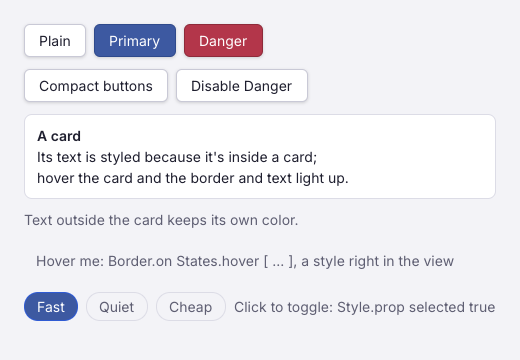 Plain Primary Danger
Compact buttons Disable Danger
A card
Its text is styled because it's inside a card;
hover the card and the border and text light up.
Text outside the card keeps its own color.
Hover me: Border.on States.hover [ ... ], a style right in the view
Fast Quiet Cheap Click to toggle: Style.prop selected true